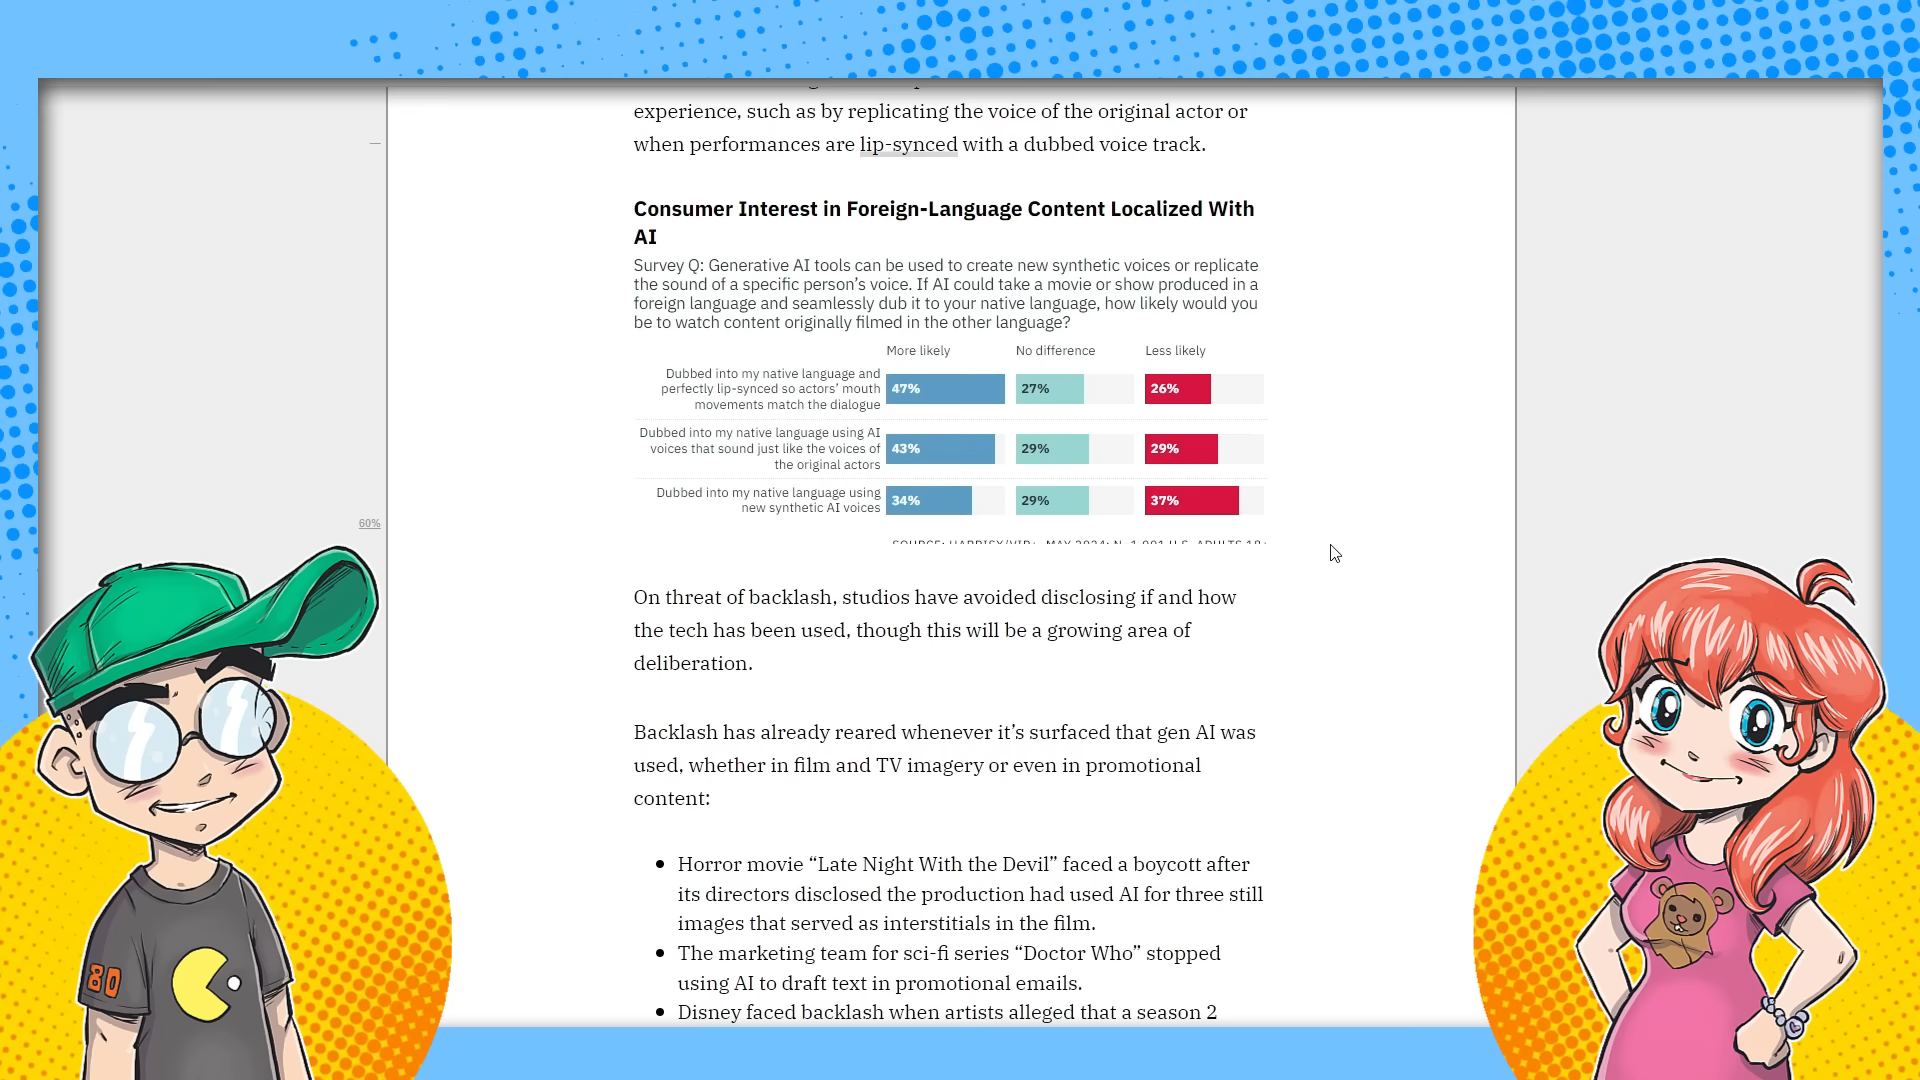 experience, such as by replicating the voice of the original actor or
when performances are lip-synced with a dubbed voice track.
Consumer Interest in Foreign-Language Content Localized With
AI
Survey Q: Generative AI tools can be used to create new synthetic voices or replicate
the sound of a specific person’s voice. If AI could take a movie or show produced in a
foreign language and seamlessly dub it to your native language, how likely would you
be to watch content originally filmed in the other language?
More likely No difference Less likely
Dubbed into my native language and
perfectly lip-synced so actors’ mouth
movements match the dialogue
47% 27% 26%
Dubbed into my native language using AI
voices that sound just like the voices of
the original actors
43% 29% 29%
Dubbed into my native language using
new synthetic AI voices
34% 29% 37%
60%
On threat of backlash, studios have avoided disclosing if and how
the tech has been used, though this will be a growing area of
deliberation.
Backlash has already reared whenever it’s surfaced that gen AI was
used, whether in film and TV imagery or even in promotional
content:
• Horror movie “Late Night With the Devil” faced a boycott after
its directors disclosed the production had used AI for three still
images that served as interstitials in the film.
• The marketing team for sci-fi series “Doctor Who” stopped
using AI to draft text in promotional emails.
• Disney faced backlash when artists alleged that a season 2
80